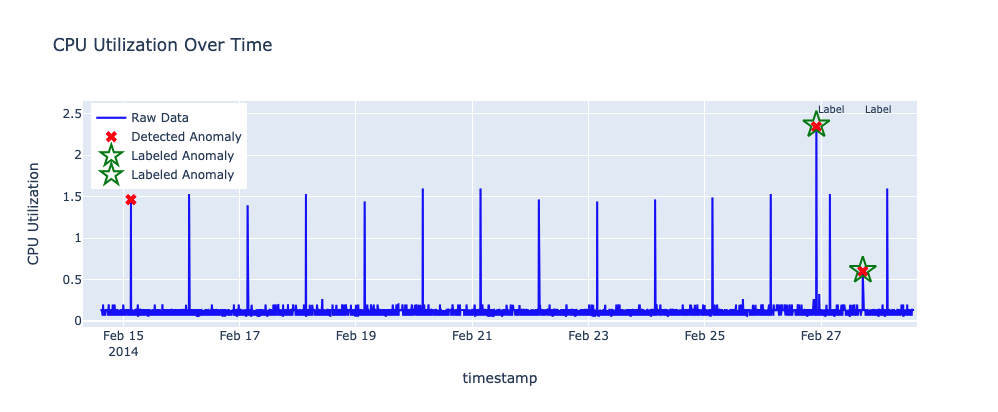 CPU Utilization Over Time
Raw Data
Detected Anomaly
Labeled Anomaly
Labeled Anomaly
Label
Label
CPU Utilization
2.5
2
1.5
1
0.5
0
Feb 15
2014
Feb 17
Feb 19
Feb 21
Feb 23
Feb 25
Feb 27
timestamp